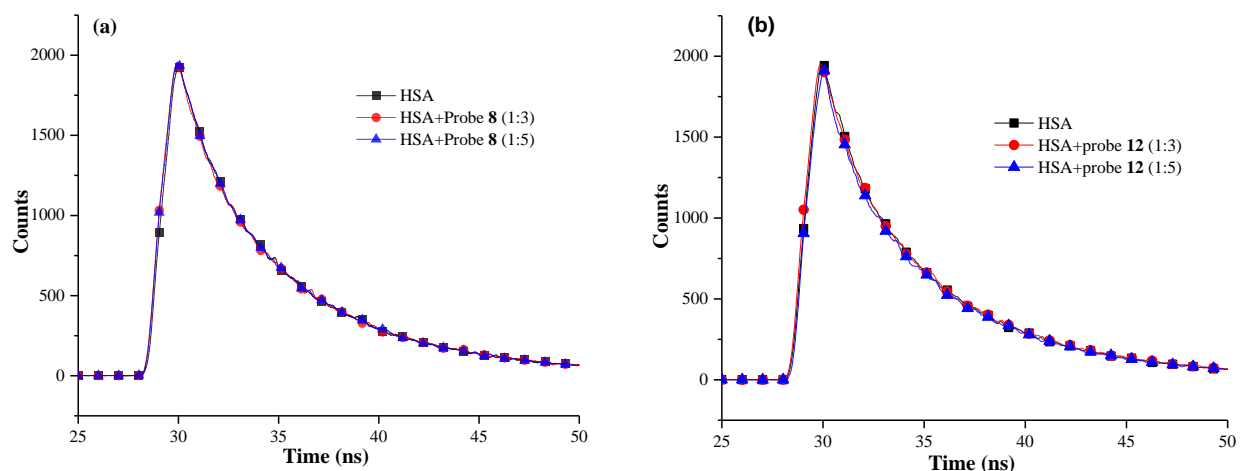 (a)
HSA
HSA+Probe 8 (1:3)
HSA+Probe 8 (1:5)
2000
1500
1000
500
0
Counts
25 30 35 40 45 50
Time (ns)
(b)
HSA
HSA+probe 12 (1:3)
HSA+probe 12 (1:5)
2000
1500
1000
500
0
Counts
25 30 35 40 45 50
Time (ns)